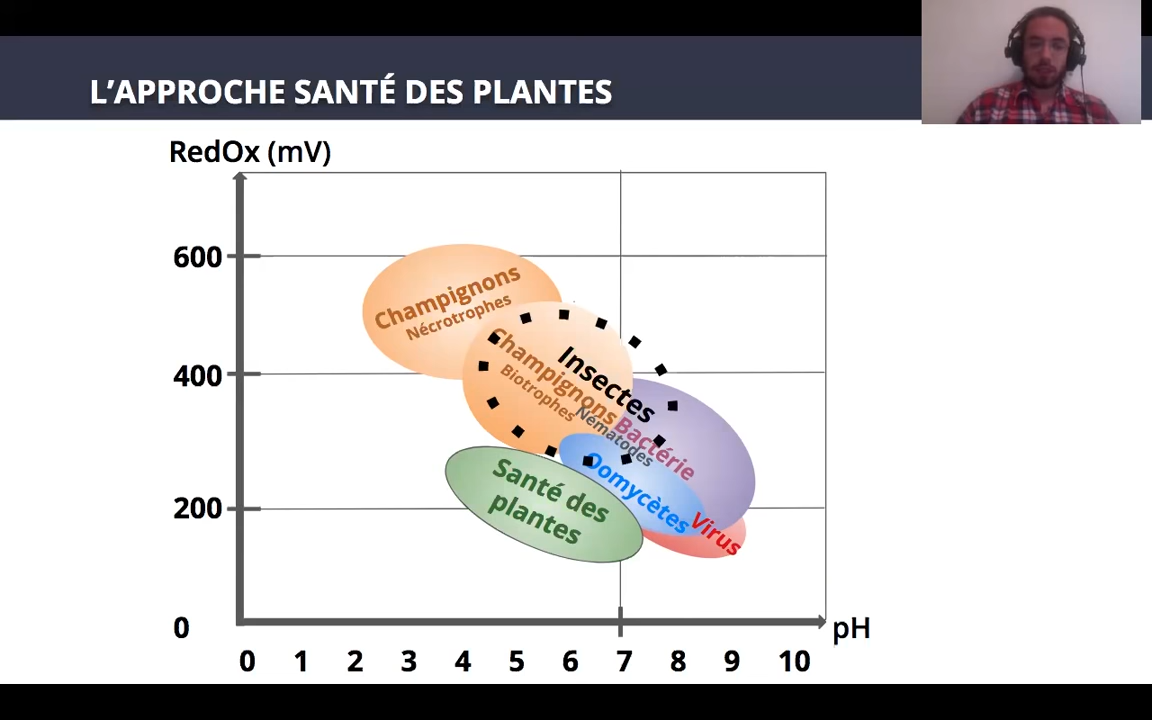 L'APPROCHE SANTÉ DES PLANTES
RedOx (mV)
600
400
200
0
Champignons
Nécrotrophes
Champignons
Biotrophes
Insectes
Nématodes
Bactérie
Oomycètes
Virus
Santé des
plantes
pH
0 1 2 3 4 5 6 7 8 9 10